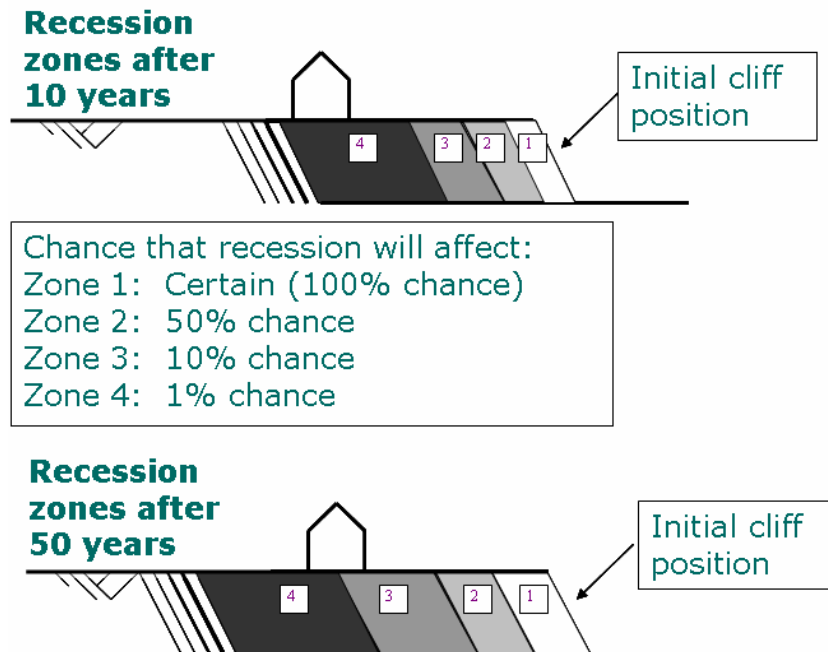 Recession
zones after
10 years
Initial cliff
position
4
3
2
1
Chance that recession will affect:
Zone 1: Certain (100% chance)
Zone 2: 50% chance
Zone 3: 10% chance
Zone 4: 1% chance
Recession
zones after
50 years
Initial cliff
position
4
3
2
1